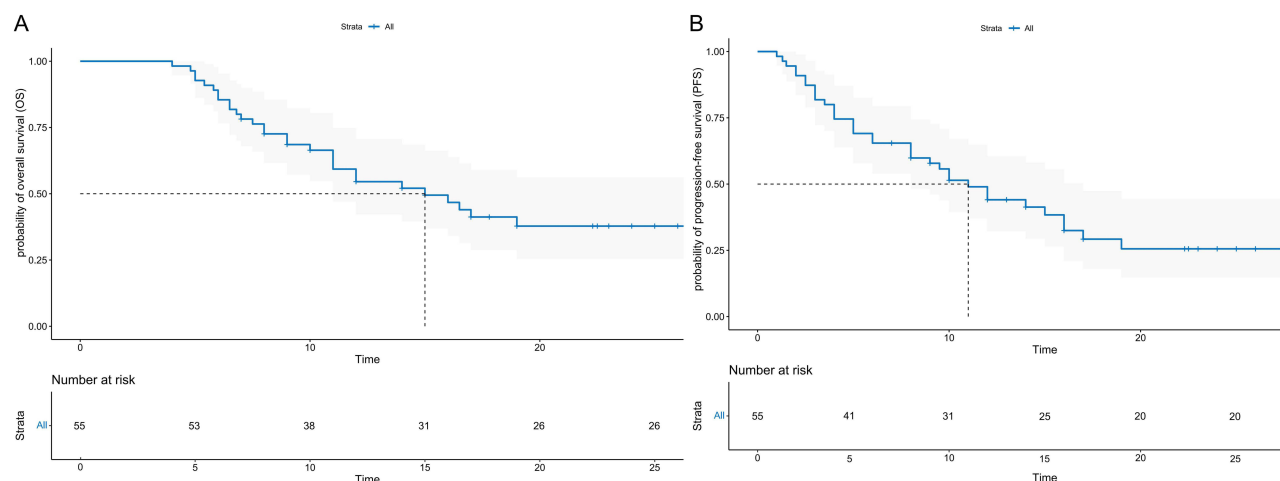 A
Strata All
probability of overall survival (OS)
1.00
0.75
0.50
0.25
0.00
0 10 20
Time
Number at risk
Strata
All 55 53 38 31 26 26
0 5 10 15 20 25
Time
B
Strata All
probability of progression-free survival (PFS)
1.00
0.75
0.50
0.25
0.00
0 10 20
Time
Number at risk
Strata
All 55 41 31 25 20 20
0 5 10 15 20 25
Time